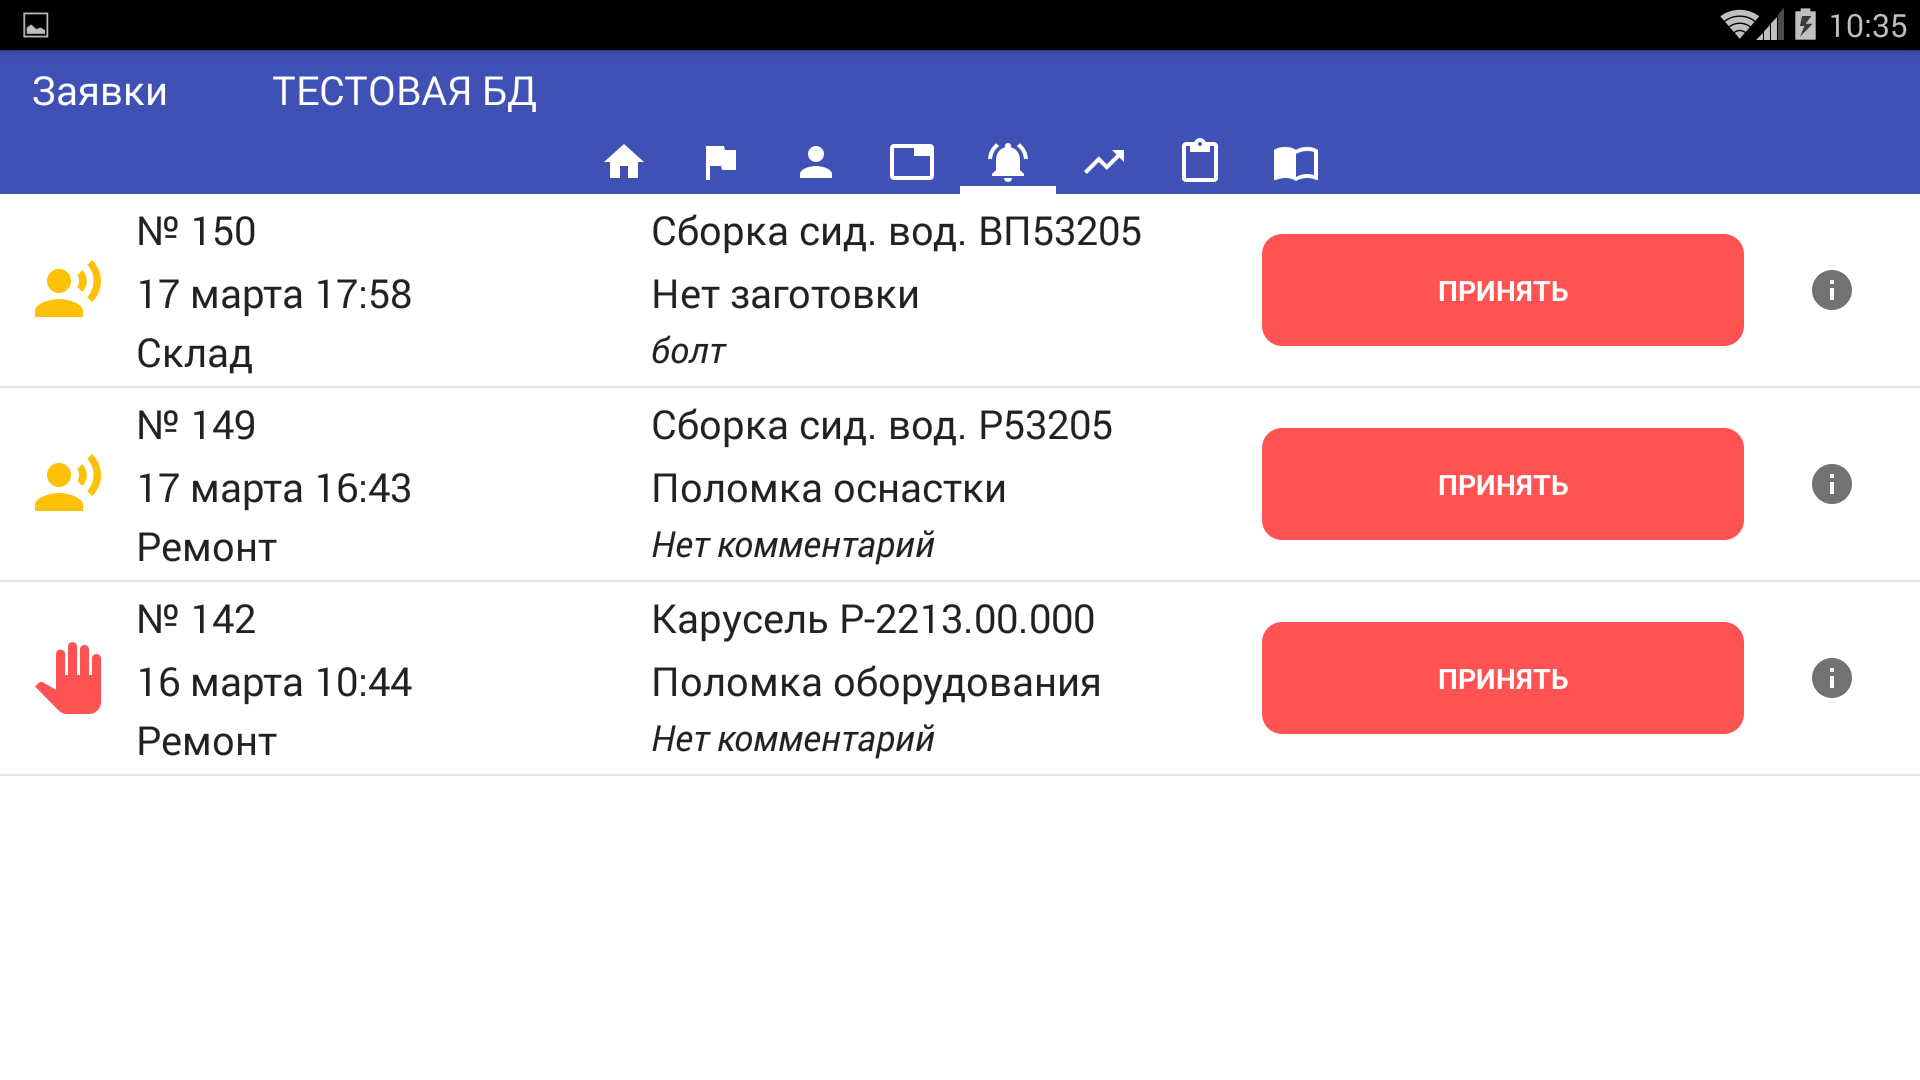 10:35
Заявки ТЕСТОВАЯ БД
№ 150
17 марта 17:58
Склад
Сборка сид. вод. ВП53205
Нет заготовки
болт
ПРИНЯТЬ
№ 149
17 марта 16:43
Ремонт
Сборка сид. вод. Р53205
Поломка оснастки
Нет комментарий
ПРИНЯТЬ
№ 142
16 марта 10:44
Ремонт
Карусель Р-2213.00.000
Поломка оборудования
Нет комментарий
ПРИНЯТЬ